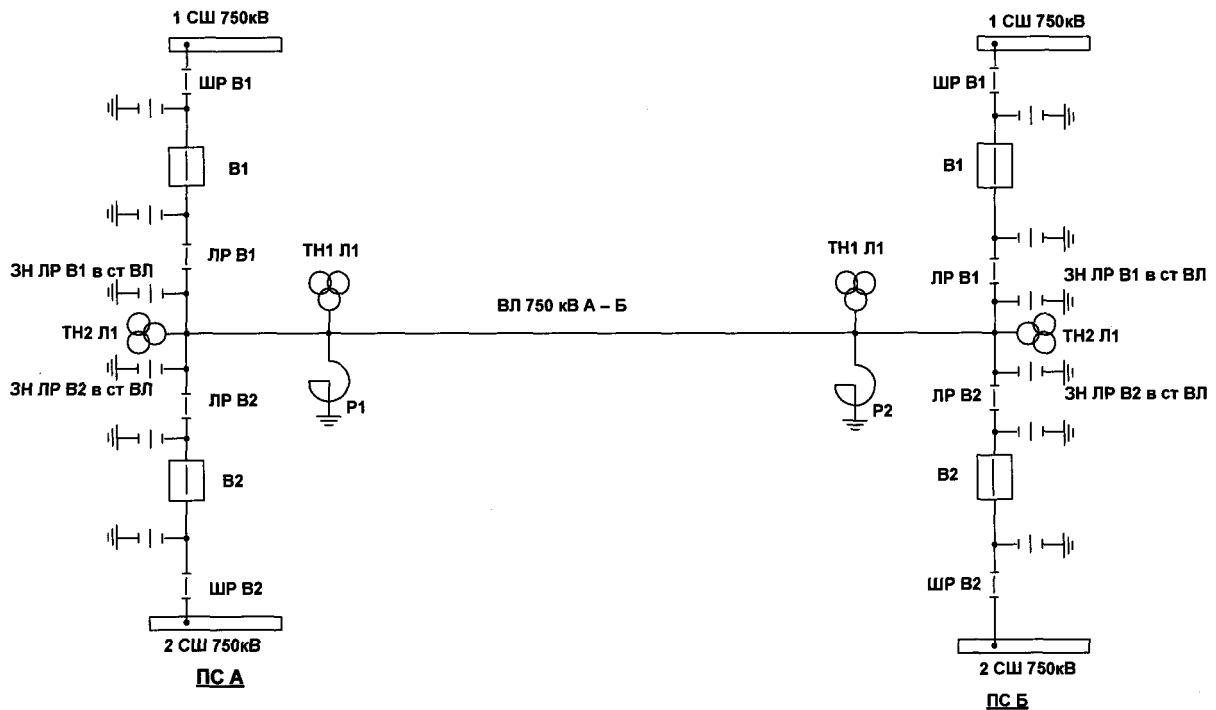 1 СШ 750кВ
ШР В1
В1
ЛР В1
ЗН ЛР В1 в ст ВЛ
ТН2 Л1
ЗН ЛР В2 в ст ВЛ
ЛР В2
В2
ШР В2
2 СШ 750кВ
ПС А
ТН1 Л1
Р1
ВЛ 750 кВ А – Б
ТН1 Л1
Р2
1 СШ 750кВ
ШР В1
В1
ЛР В1
ЗН ЛР В1 в ст ВЛ
ТН2 Л1
ЛР В2
ЗН ЛР В2 в ст ВЛ
В2
ШР В2
2 СШ 750кВ
ПС Б